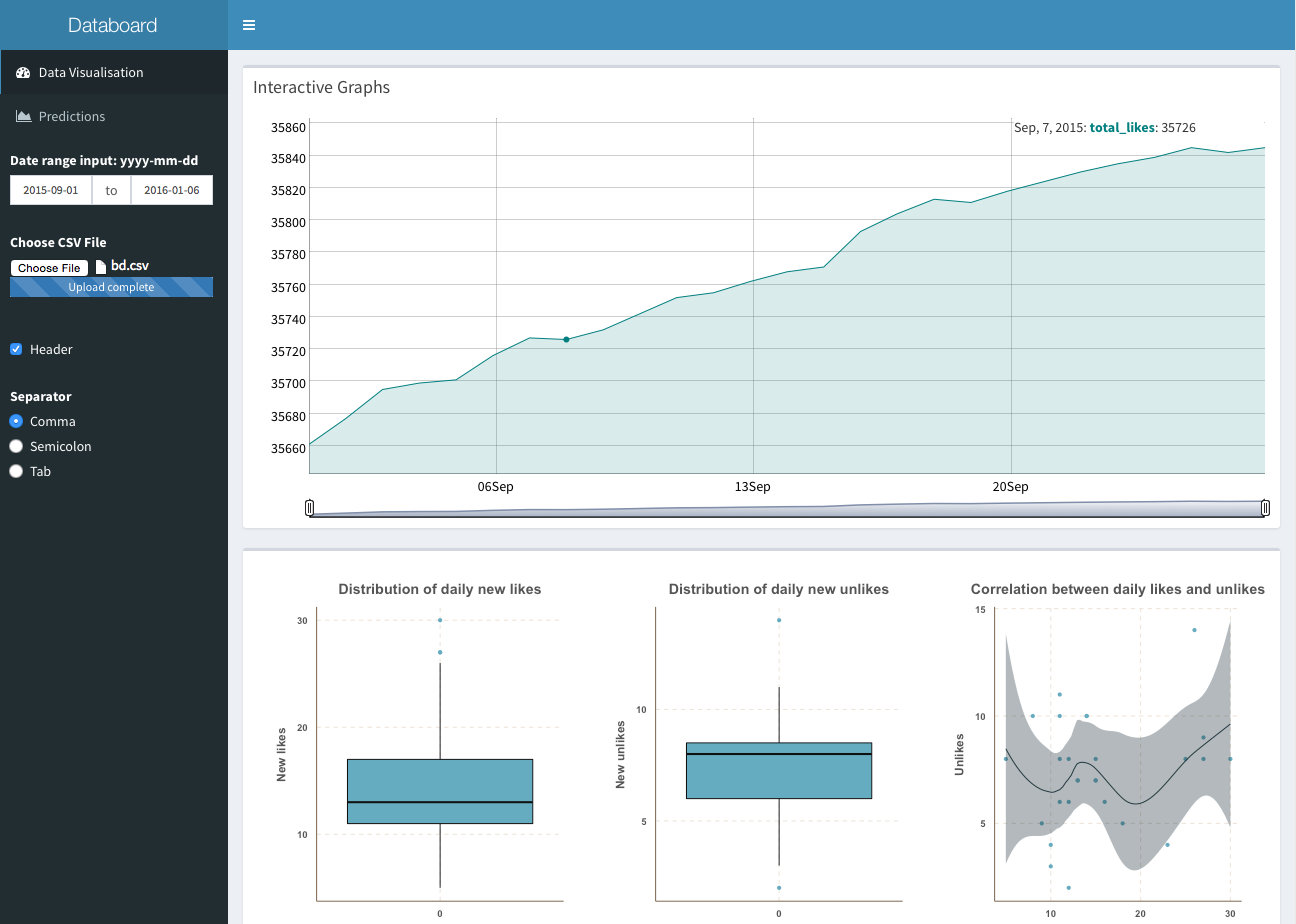 Databoard
Data Visualisation
Predictions
Date range input: yyyy-mm-dd
2015-09-01 to 2016-01-06
Choose CSV File
Choose File bd.csv
Upload complete
Header
Separator
Comma
Semicolon
Tab
Interactive Graphs
Sep, 7, 2015: total_likes: 35726
35860
35840
35820
35800
35780
35760
35740
35720
35700
35680
35660
06Sep 13Sep 20Sep
Distribution of daily new likes
New likes
30
20
10
0
Distribution of daily new unlikes
New unlikes
10
5
0
Correlation between daily likes and unlikes
Unlikes
15
10
5
10 20 30